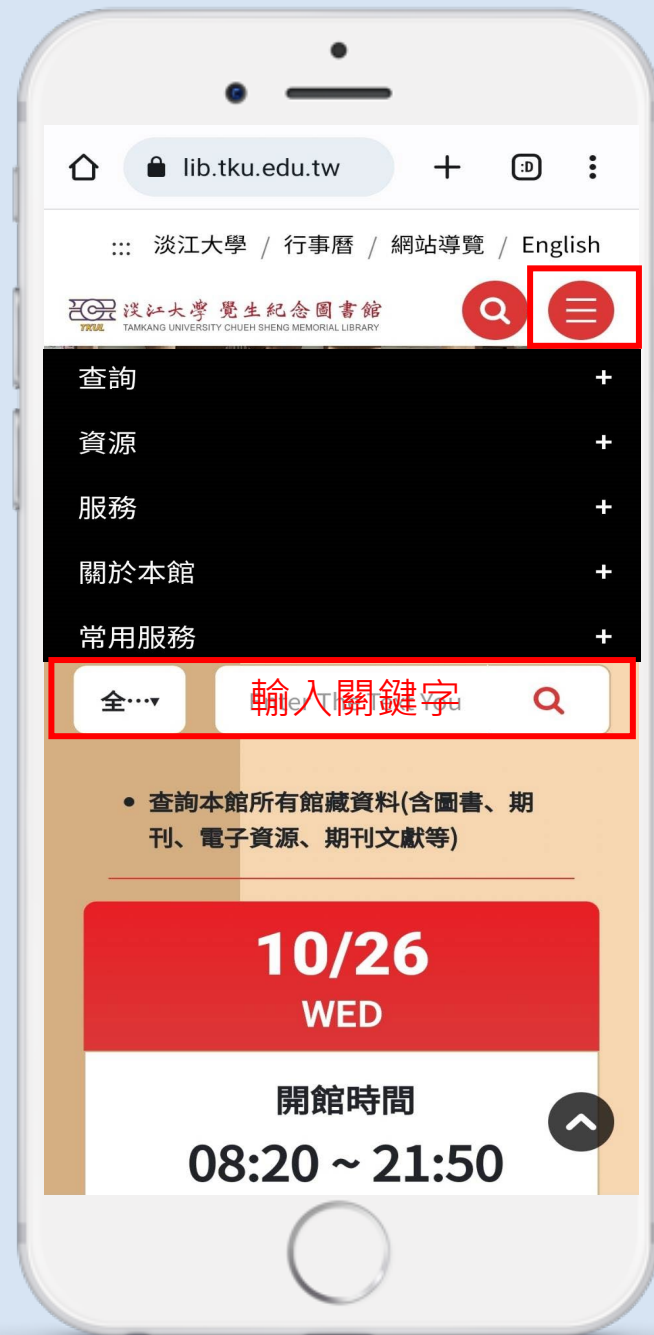 lib.tku.edu.tw
:D
::: 淡江大學 / 行事曆 / 網站導覽 / English
淡江大學 覺生紀念圖書館
TKUL TAMKANG UNIVERSITY CHUEH SHENG MEMORIAL LIBRARY
查詢 +
資源 +
服務 +
關於本館 +
常用服務 +
全…▾
輸入關鍵字
• 查詢本館所有館藏資料(含圖書、期
刊、電子資源、期刊文獻等)
10/26
WED
開館時間
08:20 ~ 21:50